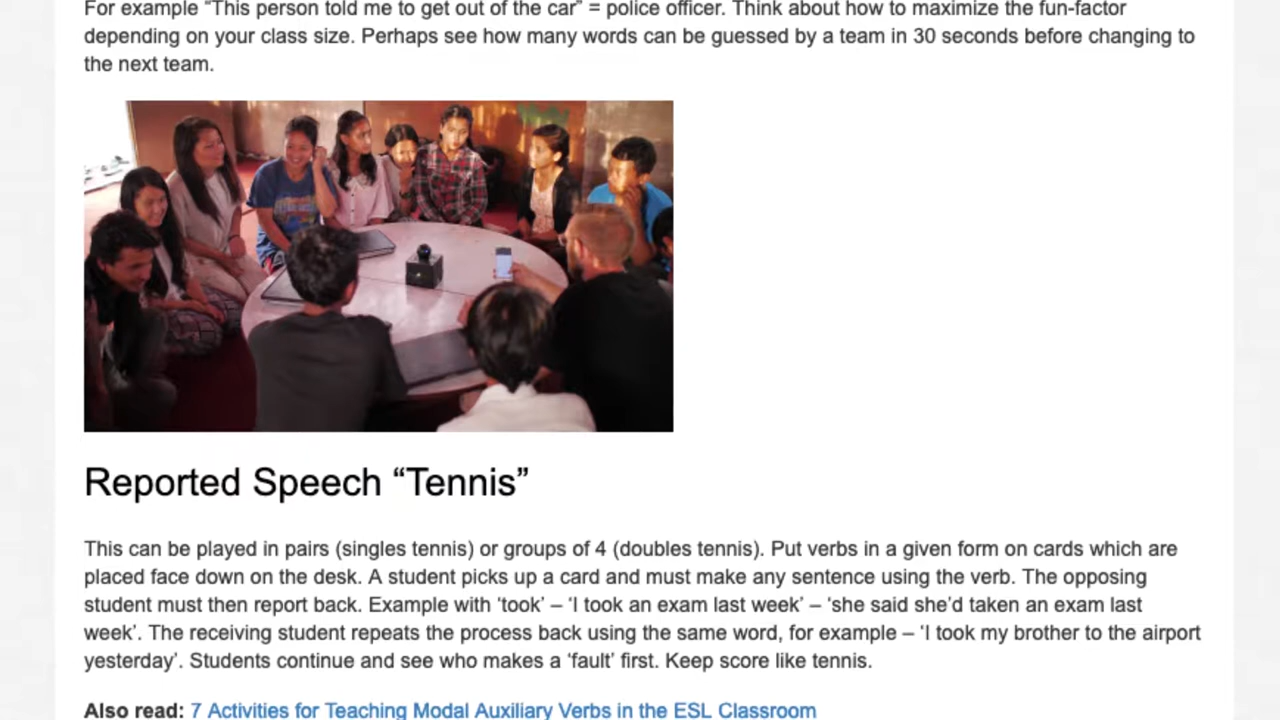 For example “This person told me to get out of the car” = police officer. Think about how to maximize the fun-factor
depending on your class size. Perhaps see how many words can be guessed by a team in 30 seconds before changing to
the next team.
Reported Speech “Tennis”
This can be played in pairs (singles tennis) or groups of 4 (doubles tennis). Put verbs in a given form on cards which are
placed face down on the desk. A student picks up a card and must make any sentence using the verb. The opposing
student must then report back. Example with ‘took’ – ‘I took an exam last week’ – ‘she said she’d taken an exam last
week’. The receiving student repeats the process back using the same word, for example – ‘I took my brother to the airport
yesterday’. Students continue and see who makes a ‘fault’ first. Keep score like tennis.
Also read: 7 Activities for Teaching Modal Auxiliary Verbs in the ESL Classroom